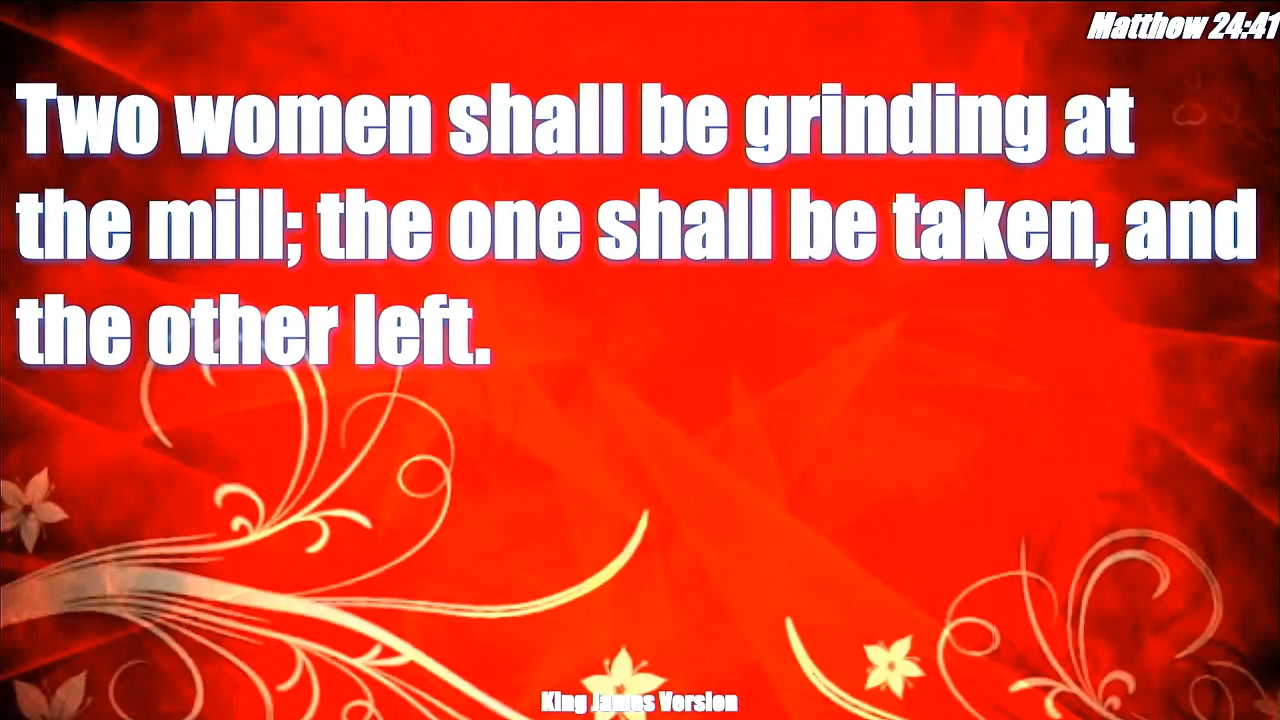 Matthew 24:41
Two women shall be grinding at
the mill; the one shall be taken, and
the other left.
King James Version